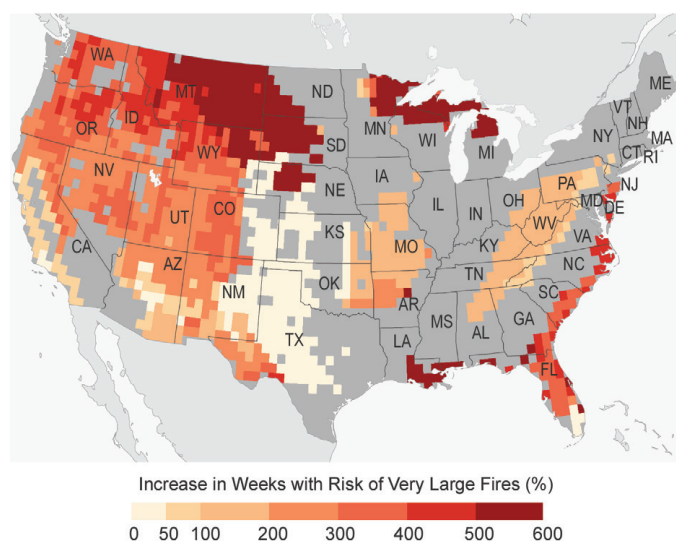 WA
ME
MT
ND
VT
MN
NH
OR
ID
NY
MA
WI
SD
MI
CT
RI
WY
IA
PA
NJ
NV
NE
OH
MD
DE
IL
IN
UT
CO
WV
VA
CA
KS
MO
KY
NC
TN
AZ
OK
AR
SC
NM
MS
AL
GA
TX
LA
FL
Increase in Weeks with Risk of Very Large Fires (%)
0 50 100 200 300 400 500 600